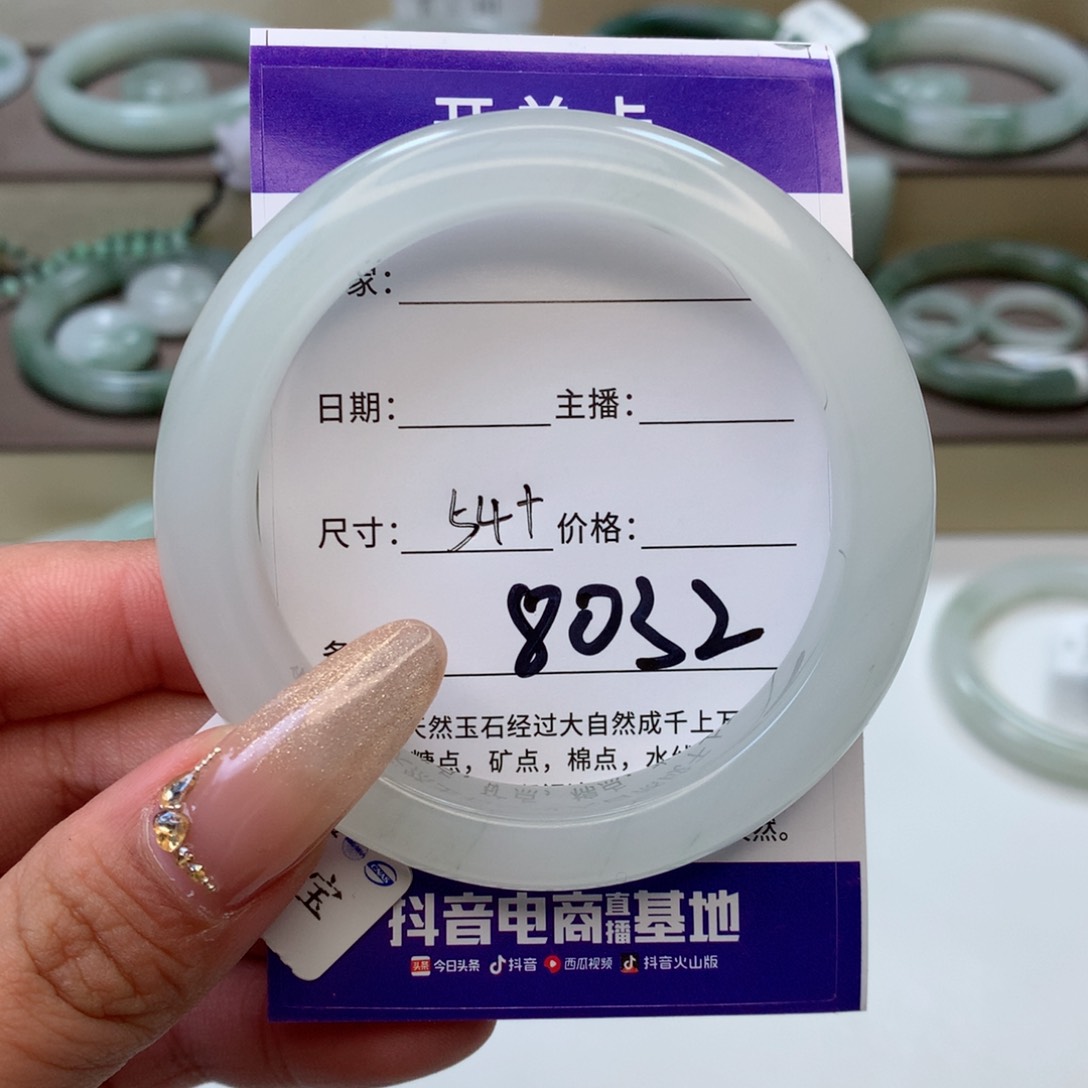 家：
日期： 主播：
尺寸：54+ 价格：
8032
天然玉石经过大自然成千上万
糖点，矿点，棉点，水线
然。
宝
抖音电商直播基地
头条 今日头条 抖音 西瓜视频 抖音火山版